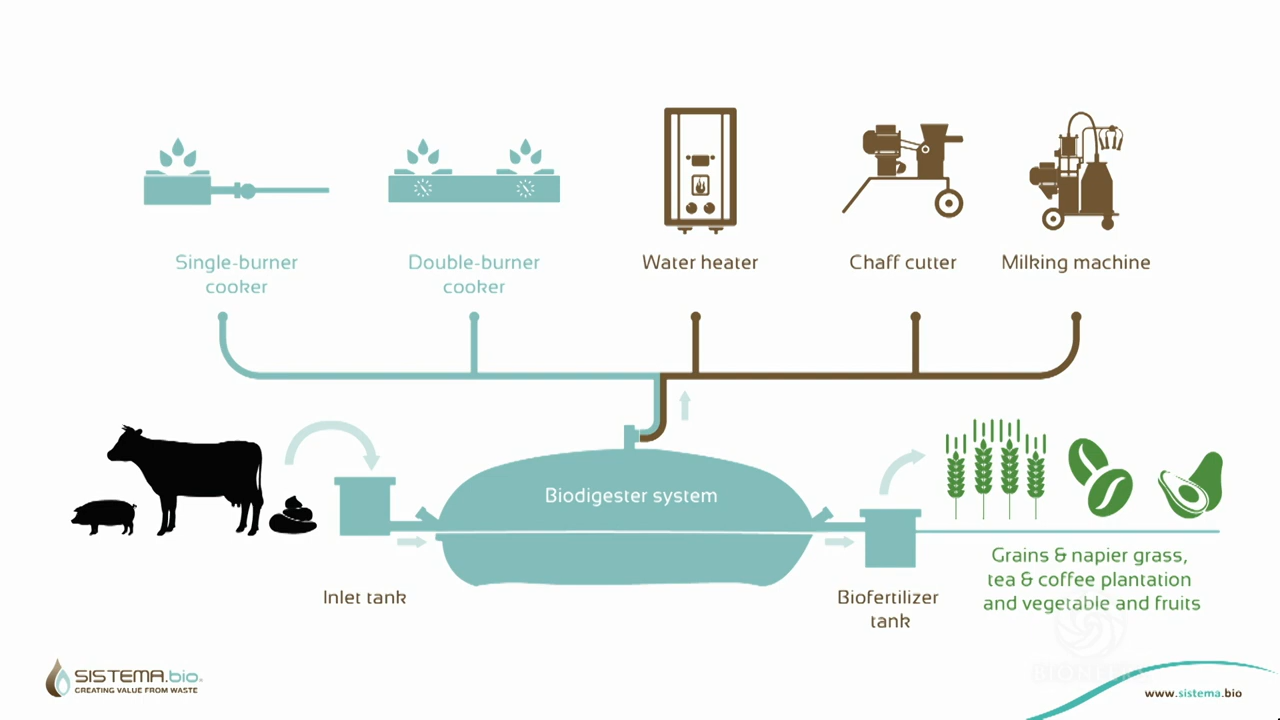 Single-burner
cooker
Double-burner
cooker
Water heater
Chaff cutter
Milking machine
Biodigester system
Inlet tank
Biofertilizer
tank
Grains & napier grass,
tea & coffee plantation
and vegetable and fruits
SISTEMA.bio
CREATING VALUE FROM WASTE
www.sistema.bio